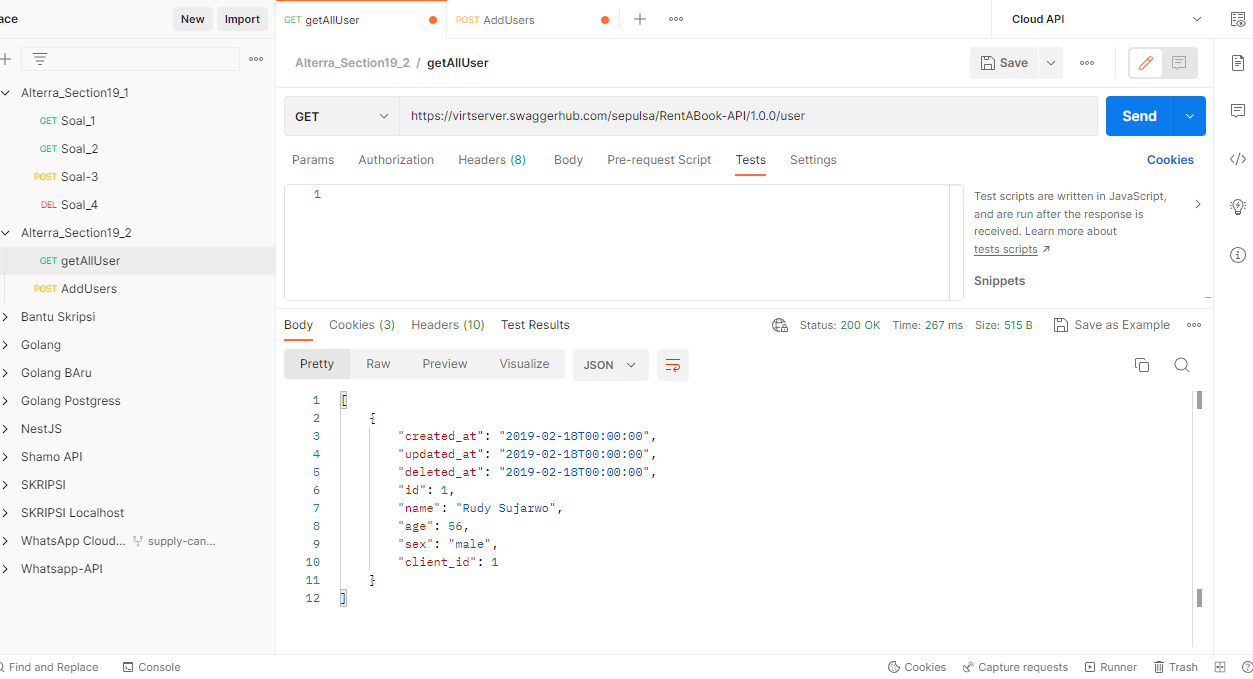 ace
New
Import
GET getAllUser
POST AddUsers
Cloud API
Alterra_Section19_1
GET Soal_1
GET Soal_2
POST Soal-3
DEL Soal_4
Alterra_Section19_2
GET getAllUser
POST AddUsers
Bantu Skripsi
Golang
Golang BAru
Golang Postgress
NestJS
Shamo API
SKRIPSI
SKRIPSI Localhost
WhatsApp Cloud... supply-can...
Whatsapp-API
Alterra_Section19_2 / getAllUser
Save
GET
https://virtserver.swaggerhub.com/sepulsa/RentABook-API/1.0.0/user
Send
Params Authorization Headers (8) Body Pre-request Script Tests Settings
Cookies
1
Test scripts are written in JavaScript,
and are run after the response is
received. Learn more about
tests scripts ↗
Snippets
Body Cookies (3) Headers (10) Test Results
Status: 200 OK Time: 267 ms Size: 515 B
Save as Example
Pretty Raw Preview Visualize JSON
1 [
2 {
3 "created_at": "2019-02-18T00:00:00",
4 "updated_at": "2019-02-18T00:00:00",
5 "deleted_at": "2019-02-18T00:00:00",
6 "id": 1,
7 "name": "Rudy Sujarwo",
8 "age": 56,
9 "sex": "male",
10 "client_id": 1
11 }
12 ]
Find and Replace
Console
Cookies
Capture requests
Runner
Trash